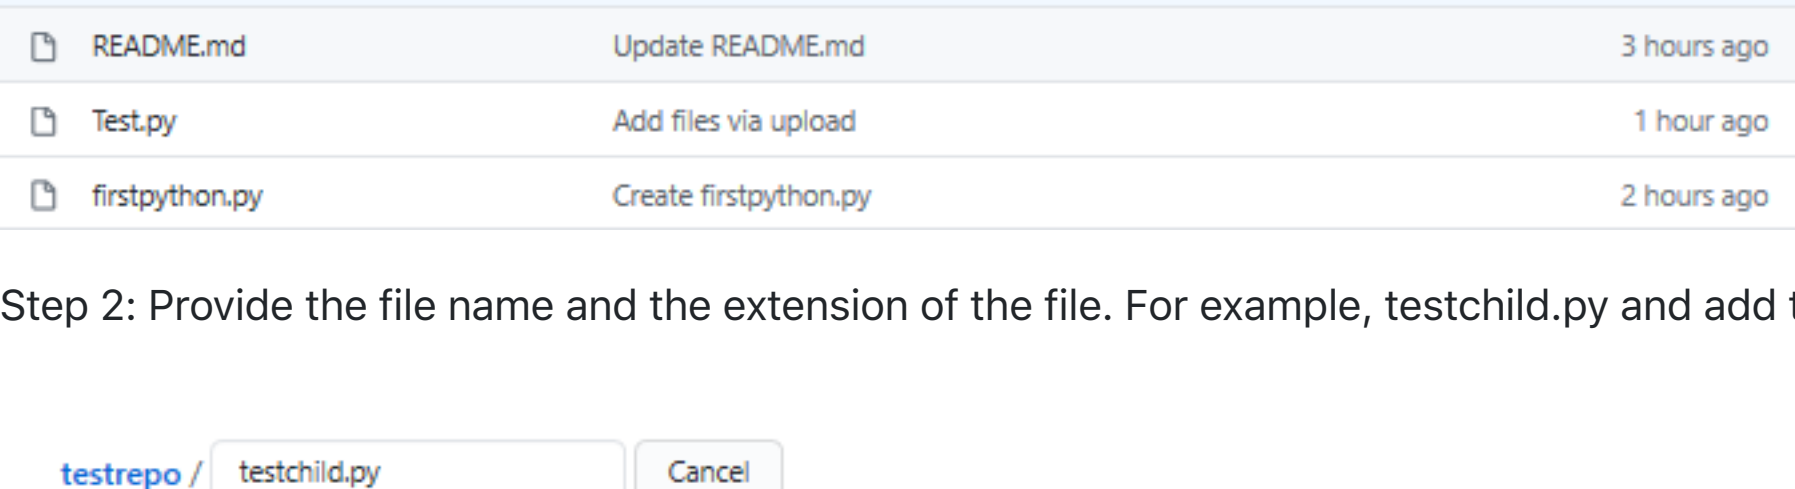 README.md Update README.md 3 hours ago
Test.py Add files via upload 1 hour ago
firstpython.py Create firstpython.py 2 hours ago
Step 2: Provide the file name and the extension of the file. For example, testchild.py and add
testrepo / testchild.py Cancel